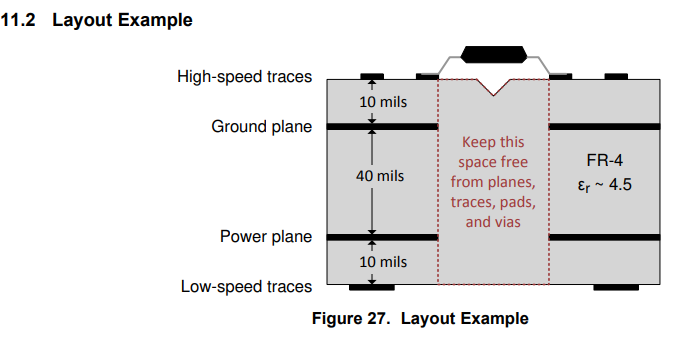 11.2 Layout Example
High-speed traces
10 mils
Ground plane
Keep this
space free
from planes,
traces, pads,
and vias
FR-4
εr ~ 4.5
40 mils
Power plane
10 mils
Low-speed traces
Figure 27. Layout Example